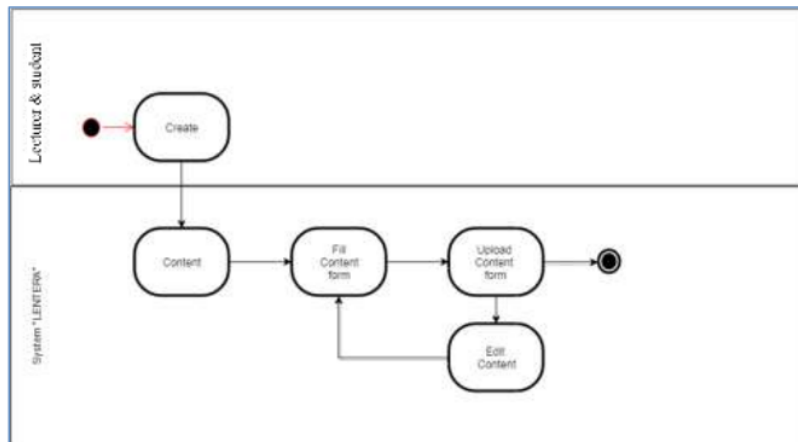 Lecturer & student
Create
System "LENTERA"
Content
Fill
Content
form
Upload
Content
form
Edit
Content